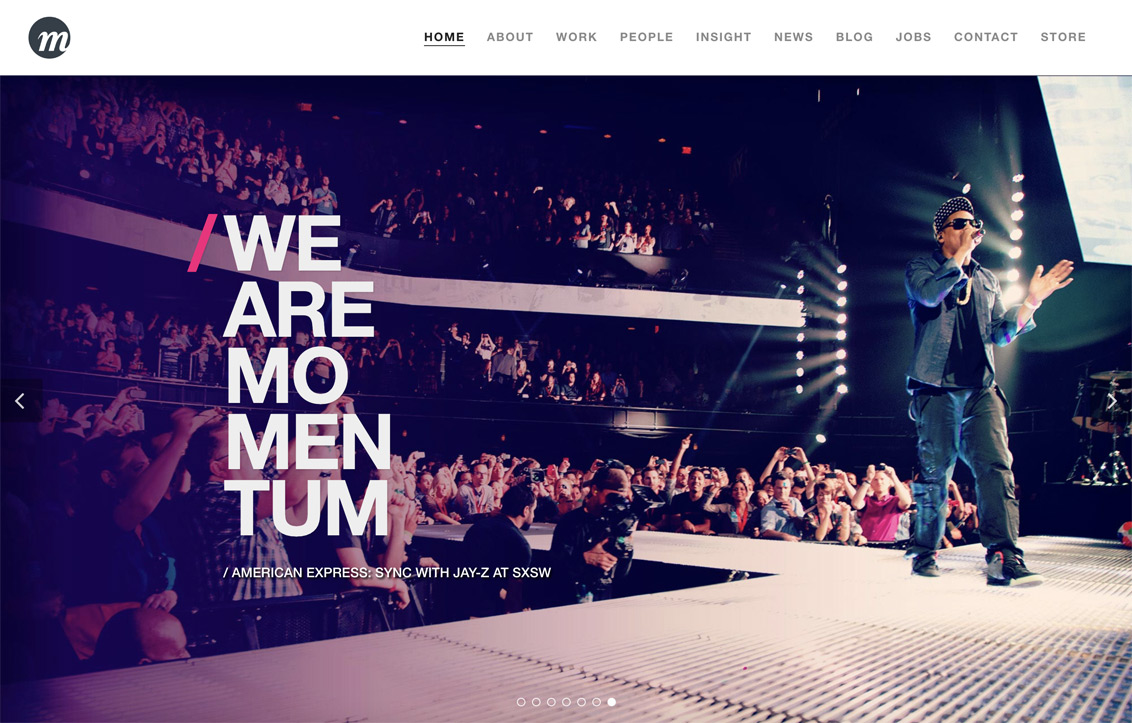 m
HOME ABOUT WORK PEOPLE INSIGHT NEWS BLOG JOBS CONTACT STORE
/WE
ARE
MO
MEN
TUM
/ AMERICAN EXPRESS: SYNC WITH JAY-Z AT SXSW